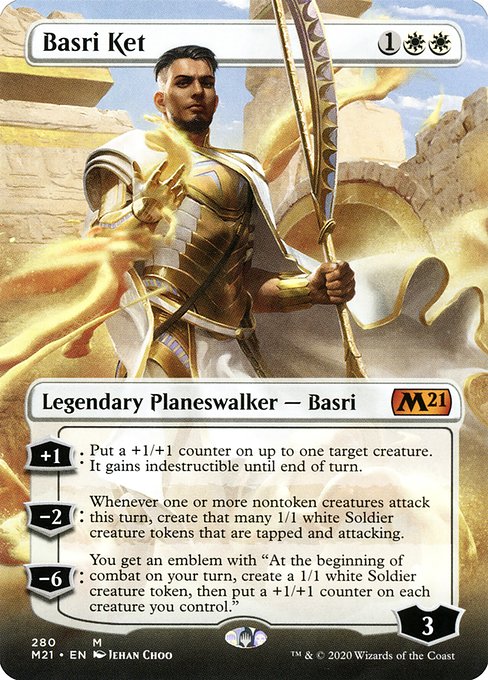 Basri Ket 1
Legendary Planeswalker — Basri M21
+1 : Put a +1/+1 counter on up to one target creature.
It gains indestructible until end of turn.
−2 : Whenever one or more nontoken creatures attack
this turn, create that many 1/1 white Soldier
creature tokens that are tapped and attacking.
−6 : You get an emblem with “At the beginning of
combat on your turn, create a 1/1 white Soldier
creature token, then put a +1/+1 counter on each
creature you control.”
3
280 M
M21 • EN Jehan Choo ™ & © 2020 Wizards of the Coast